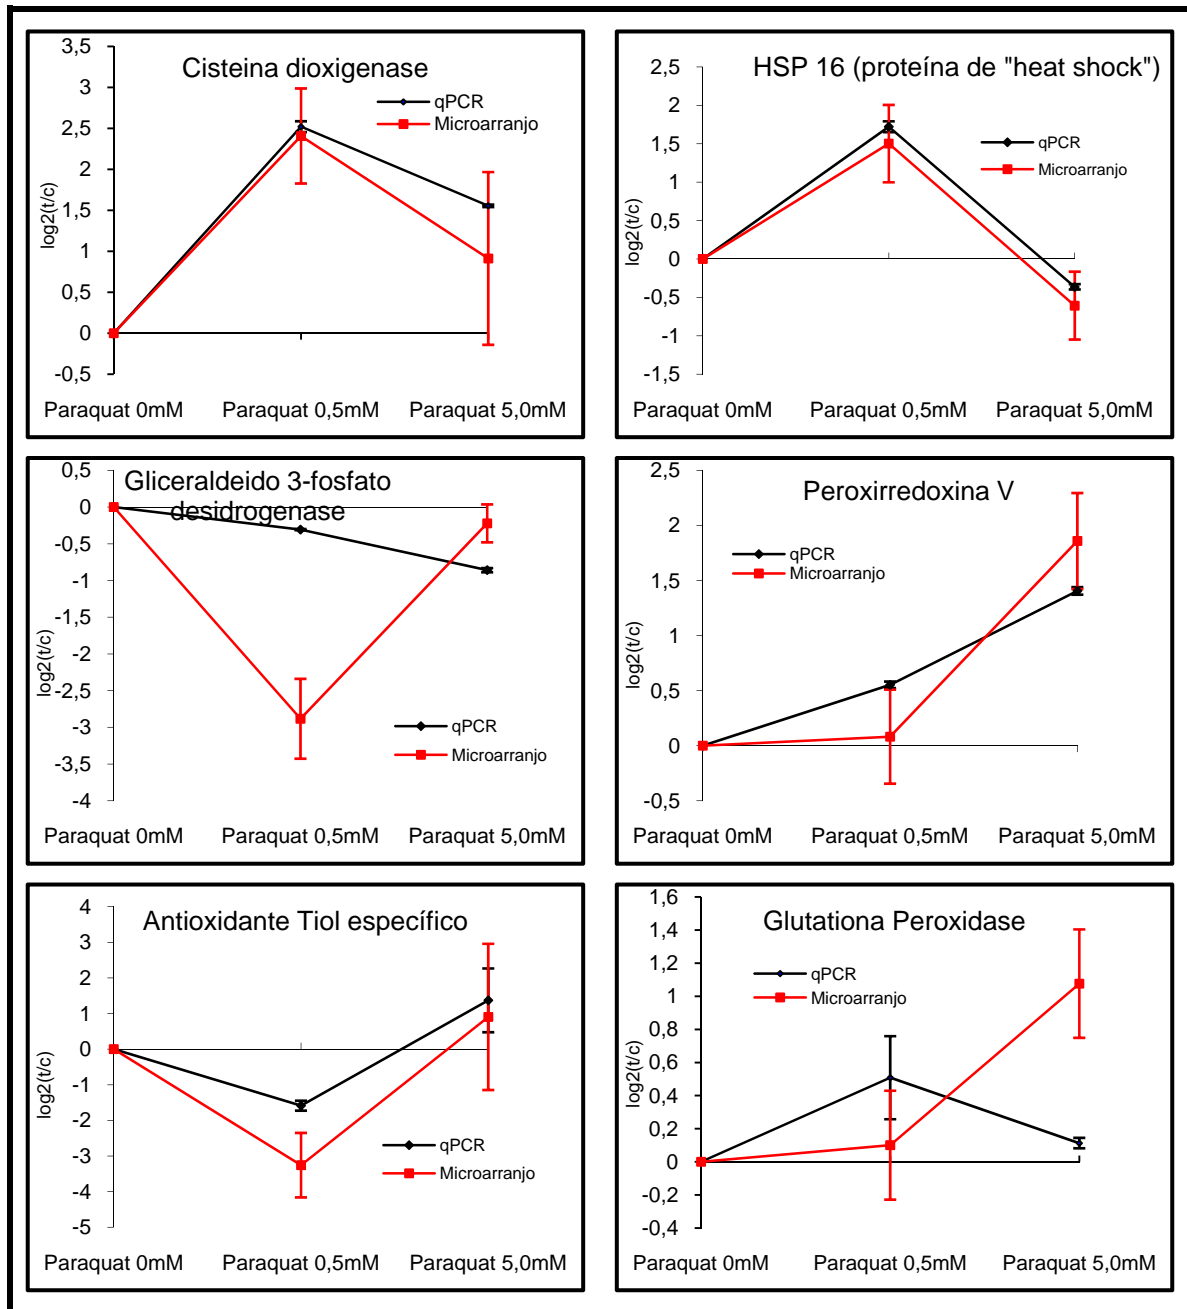 Cisteina dioxigenase
3,5
3
2,5
2
1,5
1
0,5
0
-0,5
log2(t/c)
qPCR
Microarranjo
Paraquat 0mM Paraquat 0,5mM Paraquat 5,0mM
HSP 16 (proteína de "heat shock")
2,5
2
1,5
1
0,5
0
-0,5
-1
-1,5
log2(t/c)
qPCR
Microarranjo
Paraquat 0mM Paraquat 0,5mM Paraquat 5,0mM
Gliceraldeido 3-fosfato
desidrogenase
0,5
0
-0,5
-1
-1,5
-2
-2,5
-3
-3,5
-4
log2(t/c)
qPCR
Microarranjo
Paraquat 0mM Paraquat 0,5mM Paraquat 5,0mM
Peroxirredoxina V
2,5
2
1,5
1
0,5
0
-0,5
log2(t/c)
qPCR
Microarranjo
Paraquat 0mM Paraquat 0,5mM Paraquat 5,0mM
Antioxidante Tiol específico
4
3
2
1
0
-1
-2
-3
-4
-5
log2(t/c)
qPCR
Microarranjo
Paraquat 0mM Paraquat 0,5mM Paraquat 5,0mM
Glutationa Peroxidase
1,6
1,4
1,2
1
0,8
0,6
0,4
0,2
0
-0,2
-0,4
log2(t/c)
qPCR
Microarranjo
Paraquat 0mM Paraquat 0,5mM Paraquat 5,0mM